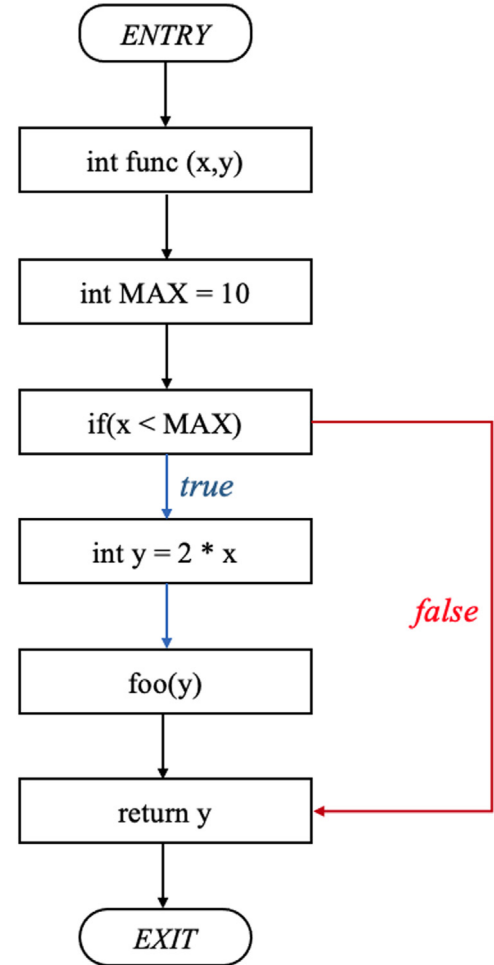 ENTRY
int func (x,y)
int MAX = 10
if(x < MAX)
true
int y = 2 * x
false
foo(y)
return y
EXIT